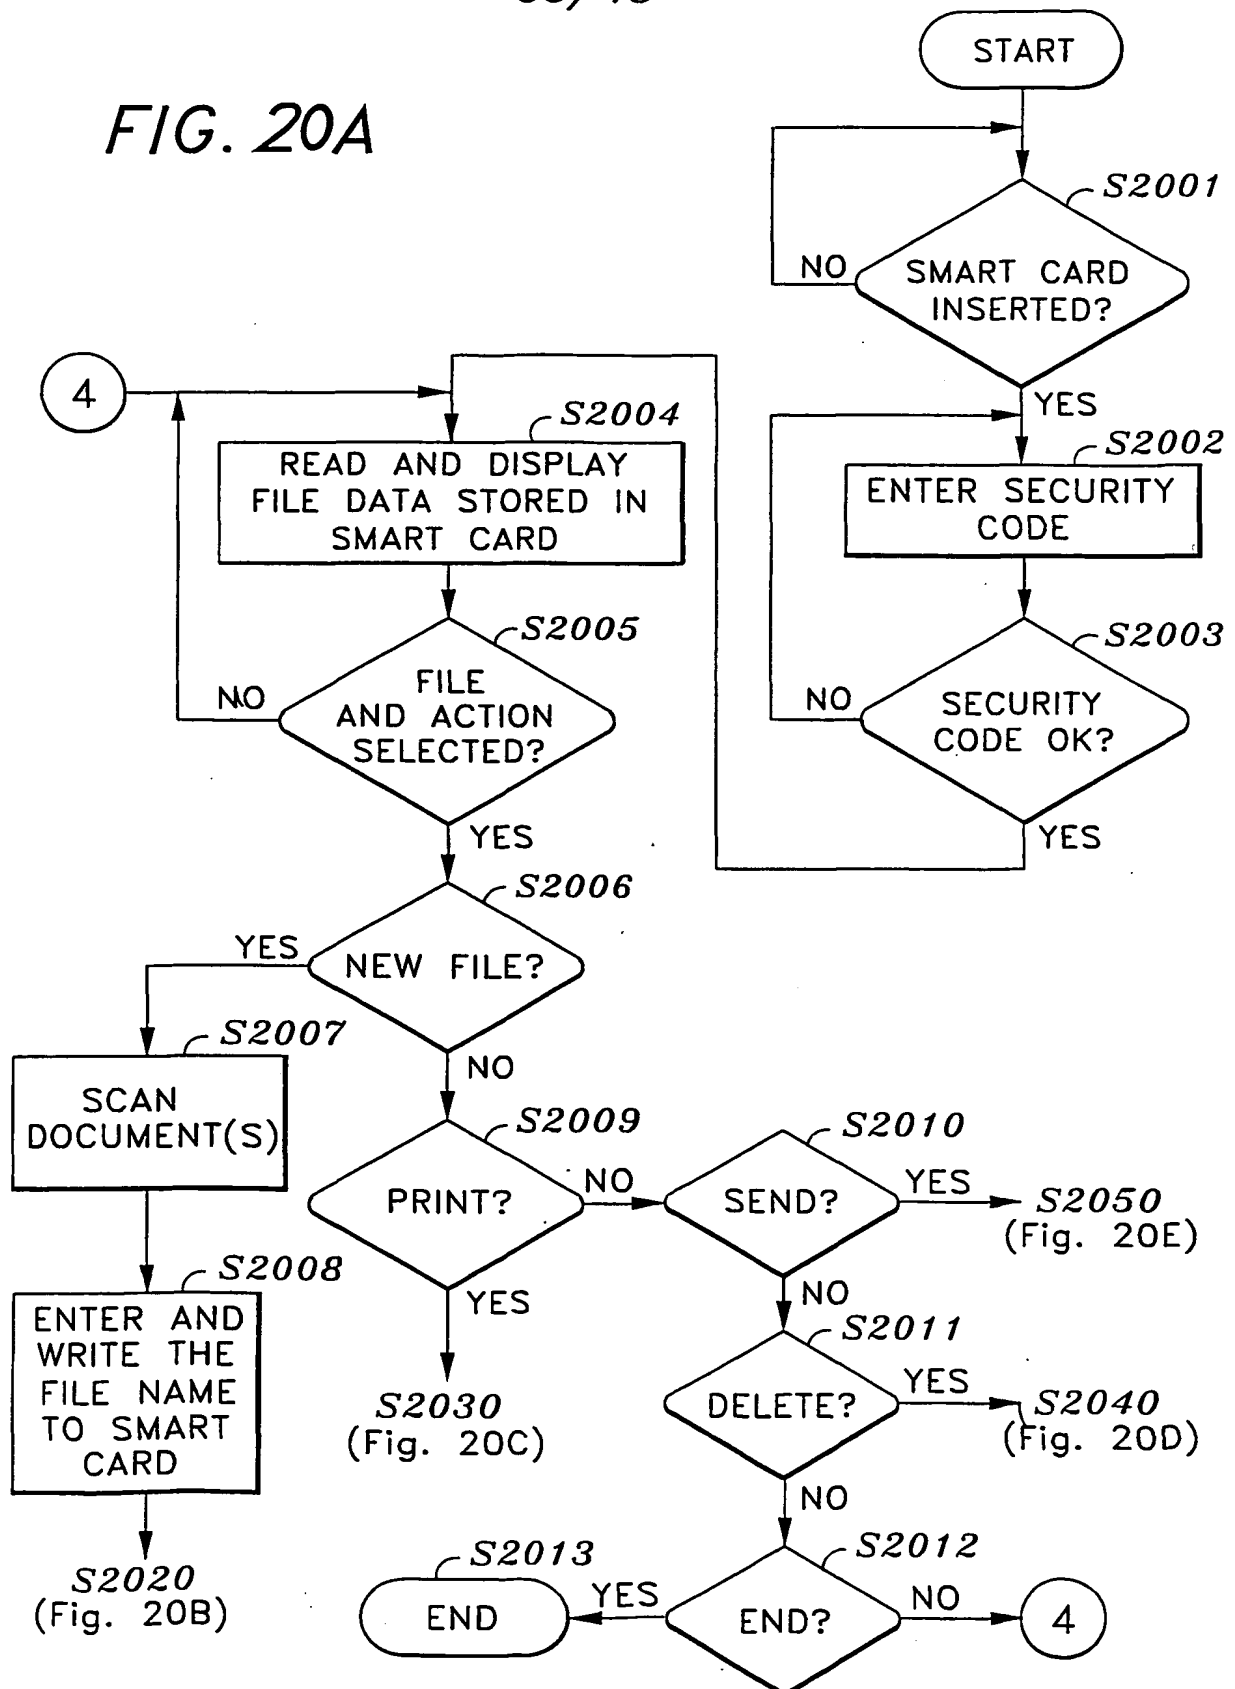 FIG. 20A
START
S2001
SMART CARD
INSERTED?
NO
YES
S2002
ENTER SECURITY
CODE
S2003
SECURITY
CODE OK?
NO
YES
4
S2004
READ AND DISPLAY
FILE DATA STORED IN
SMART CARD
S2005
FILE
AND ACTION
SELECTED?
NO
YES
S2006
NEW FILE?
YES
NO
S2007
SCAN
DOCUMENT(S)
S2008
ENTER AND
WRITE THE
FILE NAME
TO SMART
CARD
S2020
(Fig. 20B)
S2009
PRINT?
NO
YES
S2030
(Fig. 20C)
S2010
SEND?
YES
S2050
(Fig. 20E)
NO
S2011
DELETE?
YES
S2040
(Fig. 20D)
NO
S2012
END?
YES
S2013
END
NO
4